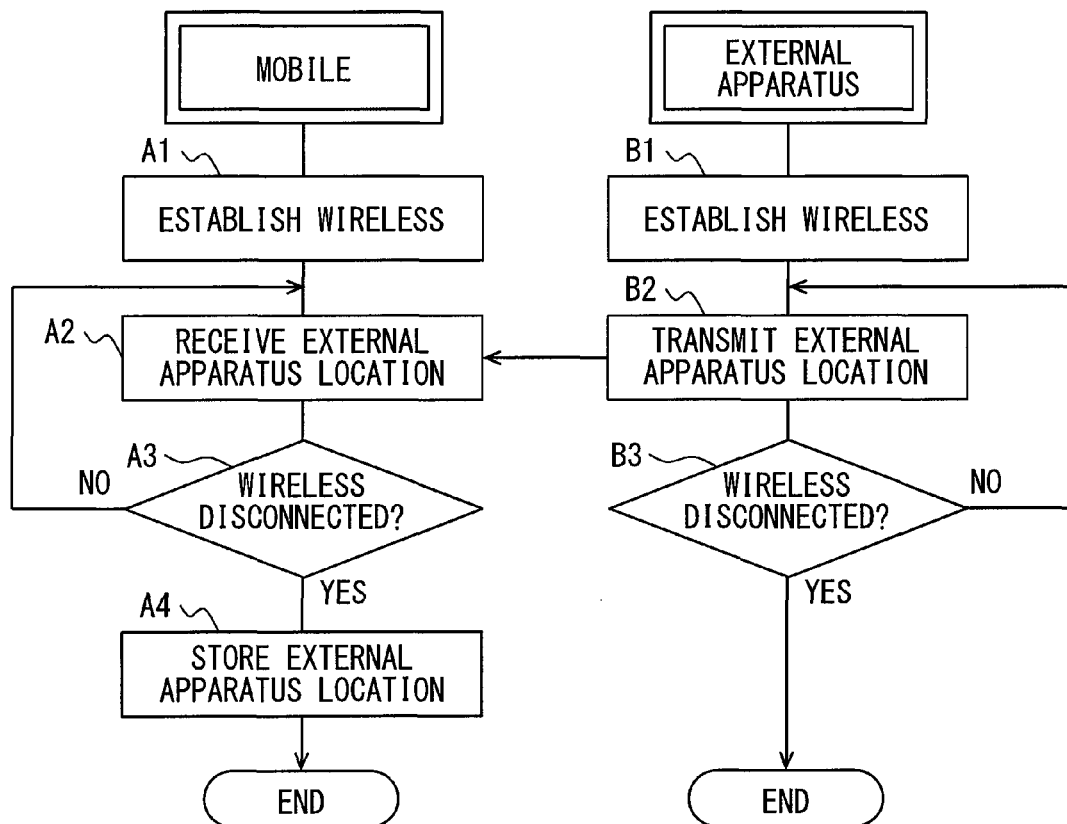 MOBILE
A1
ESTABLISH WIRELESS
A2
RECEIVE EXTERNAL
APPARATUS LOCATION
A3
WIRELESS
DISCONNECTED?
NO
YES
A4
STORE EXTERNAL
APPARATUS LOCATION
END
EXTERNAL
APPARATUS
B1
ESTABLISH WIRELESS
B2
TRANSMIT EXTERNAL
APPARATUS LOCATION
B3
WIRELESS
DISCONNECTED?
NO
YES
END